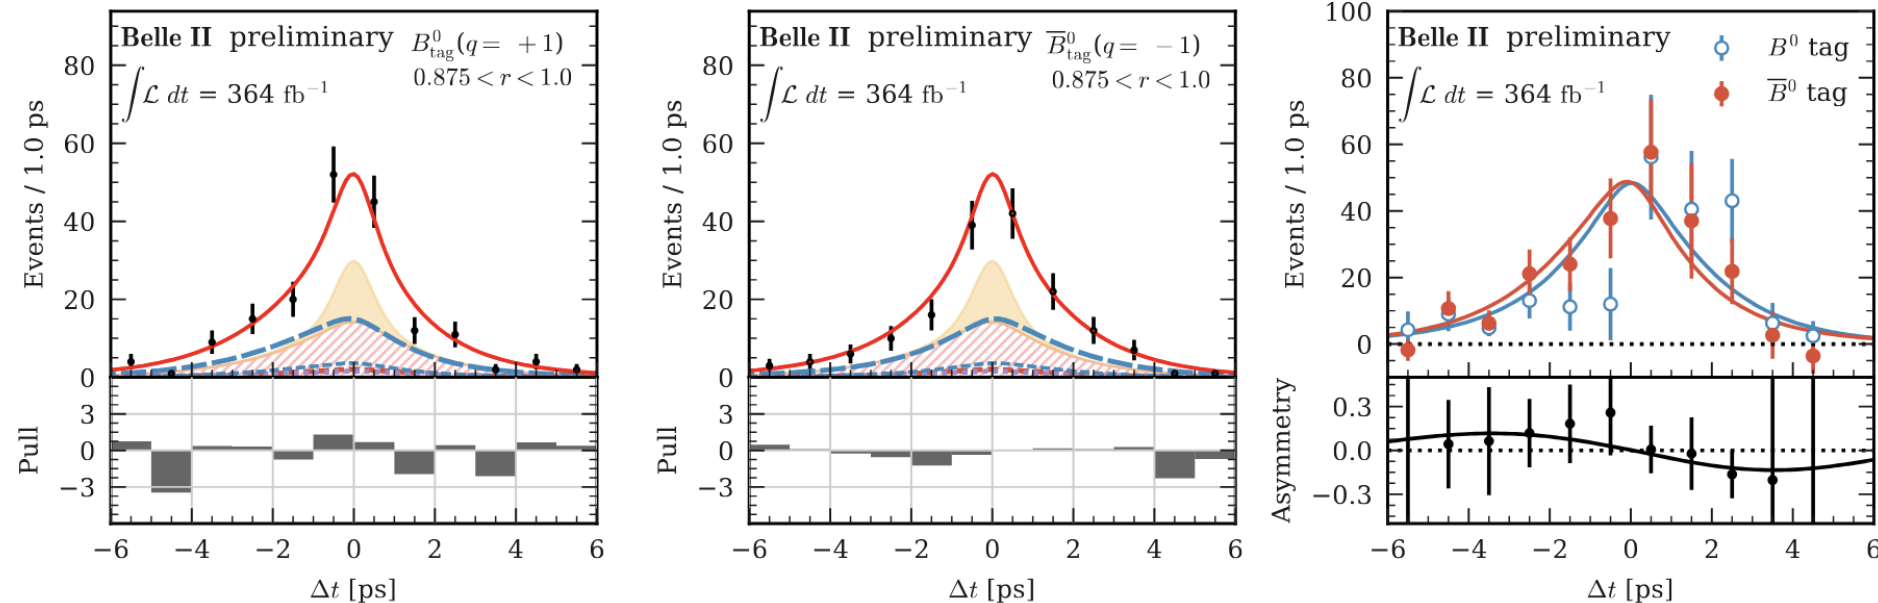 Belle II preliminary
B⁰tag(q = +1)
0.875 < r < 1.0
∫ℒ dt = 364 fb⁻¹
Events / 1.0 ps
80
60
40
20
0
Pull
3
0
−3
−6 −4 −2 0 2 4 6
Δt [ps]
Belle II preliminary
B̅⁰tag(q = −1)
0.875 < r < 1.0
∫ℒ dt = 364 fb⁻¹
Events / 1.0 ps
80
60
40
20
0
Pull
3
0
−3
−6 −4 −2 0 2 4 6
Δt [ps]
Belle II preliminary
B⁰ tag
B̅⁰ tag
∫ℒ dt = 364 fb⁻¹
Events / 1.0 ps
100
80
60
40
20
0
Asymmetry
0.3
0.0
−0.3
−6 −4 −2 0 2 4 6
Δt [ps]